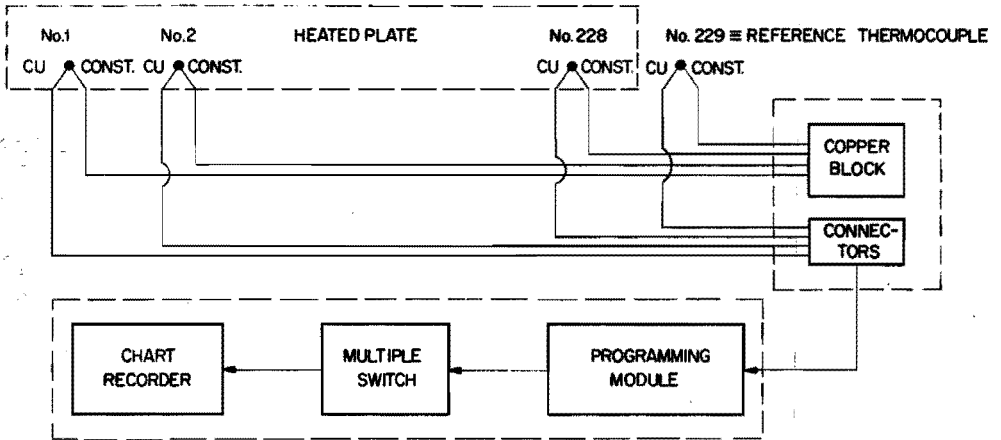 No.1 No.2 HEATED PLATE No. 228 No. 229 ≡ REFERENCE THERMOCOUPLE
CU CONST. CU CONST. CU CONST. CU CONST.
COPPER
BLOCK
CONNEC-
TORS
CHART
RECORDER
MULTIPLE
SWITCH
PROGRAMMING
MODULE